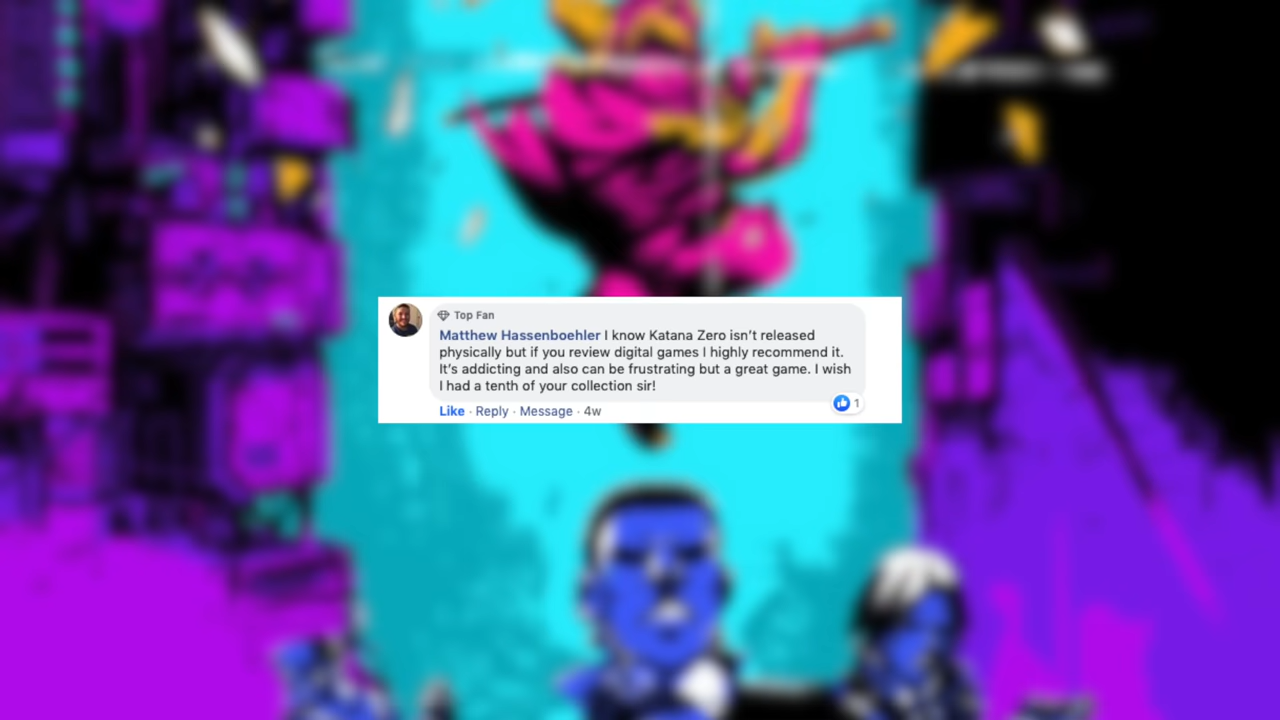 Top Fan
Matthew Hassenboehler I know Katana Zero isn't released
physically but if you review digital games I highly recommend it.
It's addicting and also can be frustrating but a great game. I wish
I had a tenth of your collection sir!
Like · Reply · Message · 4w
1